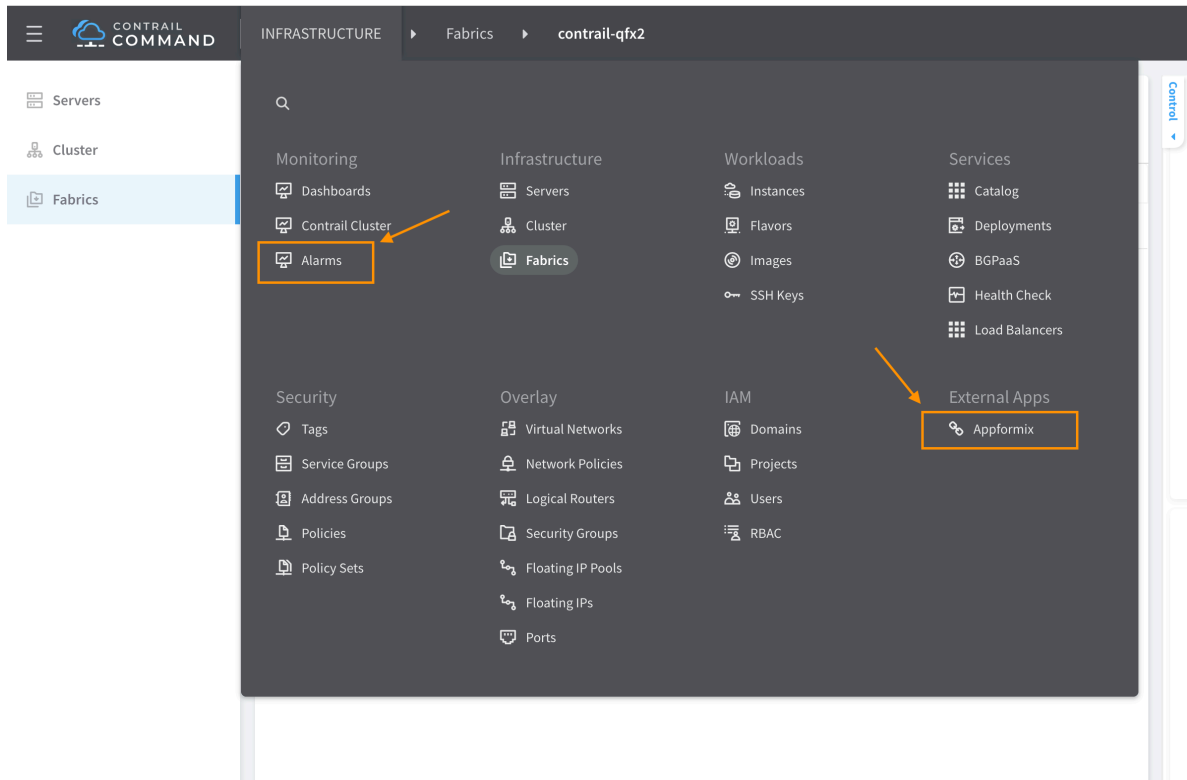 CONTRAIL
COMMAND
INFRASTRUCTURE Fabrics contrail-qfx2
Servers
Cluster
Fabrics
Control
Monitoring
Dashboards
Contrail Cluster
Alarms
Infrastructure
Servers
Cluster
Fabrics
Workloads
Instances
Flavors
Images
SSH Keys
Services
Catalog
Deployments
BGPaaS
Health Check
Load Balancers
Security
Tags
Service Groups
Address Groups
Policies
Policy Sets
Overlay
Virtual Networks
Network Policies
Logical Routers
Security Groups
Floating IP Pools
Floating IPs
Ports
IAM
Domains
Projects
Users
RBAC
External Apps
Appformix